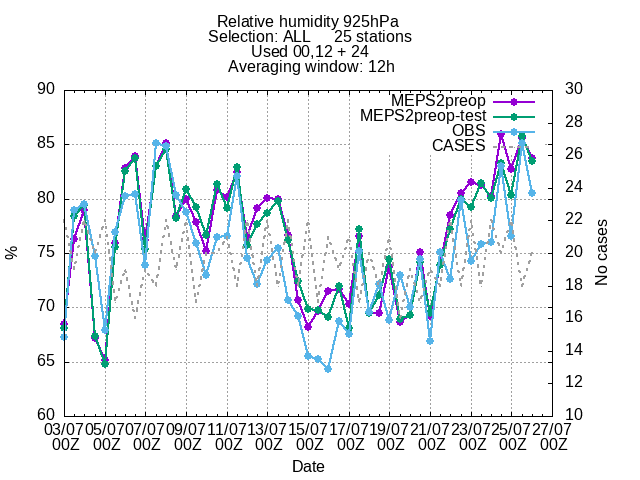 Relative humidity 925hPa
Selection: ALL 25 stations
Used 00,12 + 24
Averaging window: 12h
90 30
MEPS2preop
MEPS2preop-test
OBS
CASES
85
80
75
70
65
60
28
26
24
22
20
18
16
14
12
10
%
No cases
03/07 05/07 07/07 09/07 11/07 13/07 15/07 17/07 19/07 21/07 23/07 25/07 27/07
00Z 00Z 00Z 00Z 00Z 00Z 00Z 00Z 00Z 00Z 00Z 00Z 00Z
Date